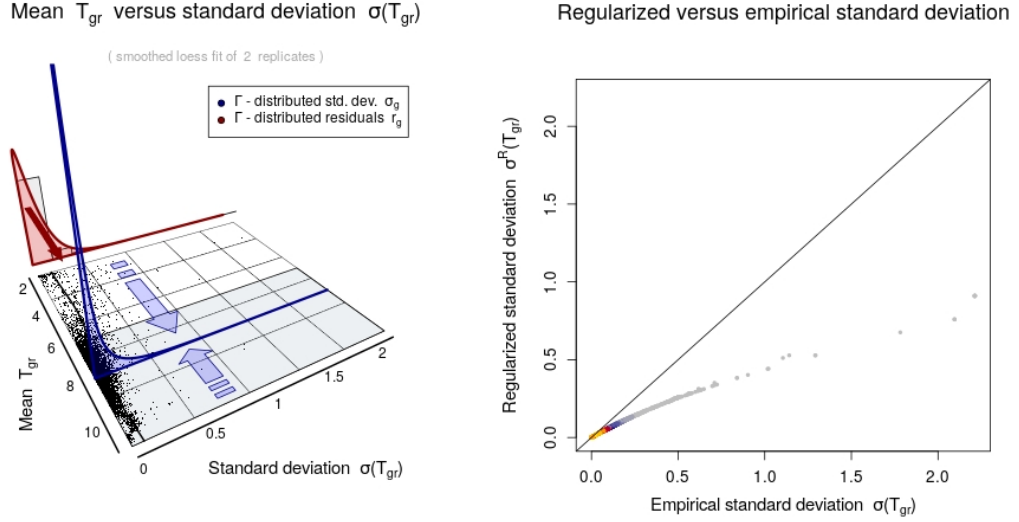 Mean T_gr versus standard deviation σ(T_gr)
( smoothed loess fit of 2 replicates )
Γ - distributed std. dev. σ_g
Γ - distributed residuals r_g
2
4
6
8
10
Mean T_gr
0
0.5
1
1.5
2
Standard deviation σ(T_gr)
Regularized versus empirical standard deviation
2.0
1.5
1.0
0.5
0.0
Regularized standard deviation σ^R(T_gr)
0.0 0.5 1.0 1.5 2.0
Empirical standard deviation σ(T_gr)